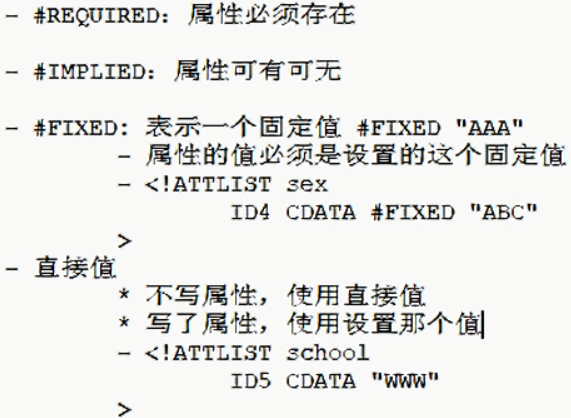 - #REQUIRED: 属性必须存在
- #IMPLIED: 属性可有可无
- #FIXED: 表示一个固定值 #FIXED "AAA"
- 属性的值必须是设置的这个固定值
- <!ATTLIST sex
ID4 CDATA #FIXED "ABC"
>
- 直接值
* 不写属性，使用直接值
* 写了属性，使用设置那个值
- <!ATTLIST school
ID5 CDATA "WWW"
>